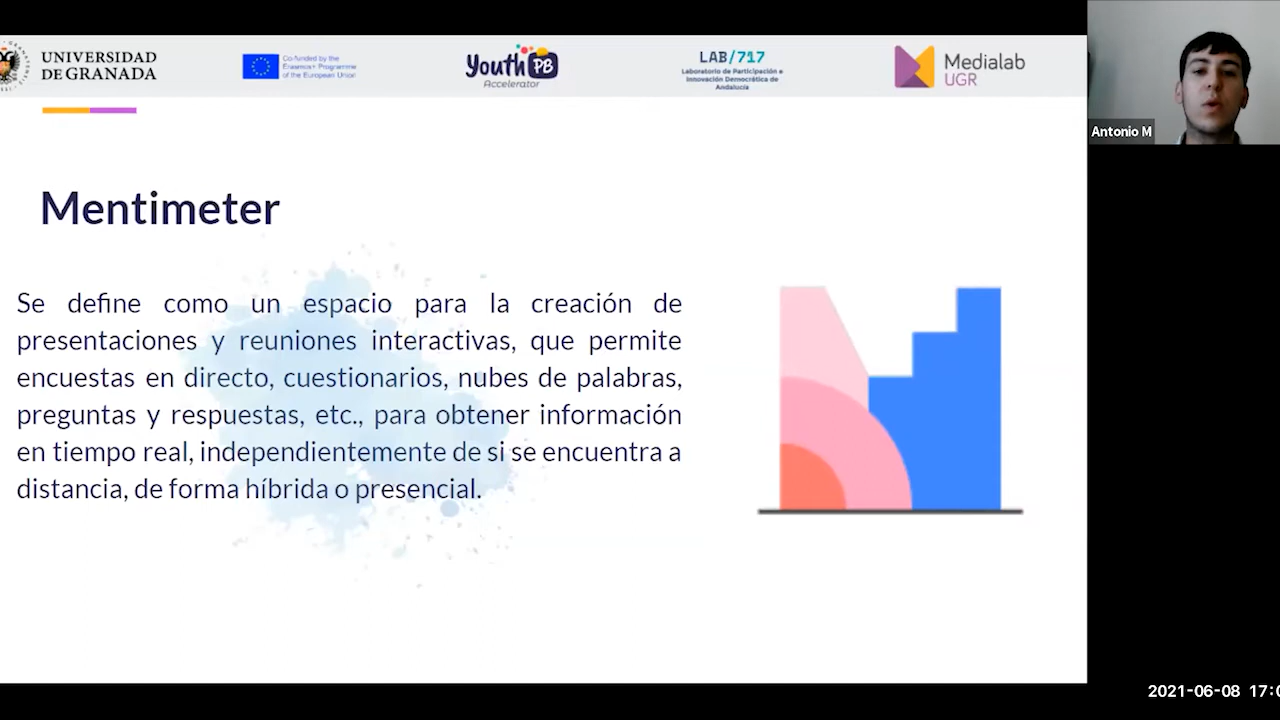 UNIVERSIDAD
DE GRANADA
Co-funded by the
Erasmus+ Programme
of the European Union
Youth PB
Accelerator
LAB/717
Laboratorio de Participación e
Innovación Democrática de
Andalucía
Medialab
UGR
Antonio M
Mentimeter
Se define como un espacio para la creación de
presentaciones y reuniones interactivas, que permite
encuestas en directo, cuestionarios, nubes de palabras,
preguntas y respuestas, etc., para obtener información
en tiempo real, independientemente de si se encuentra a
distancia, de forma híbrida o presencial.
2021-06-08 17:0